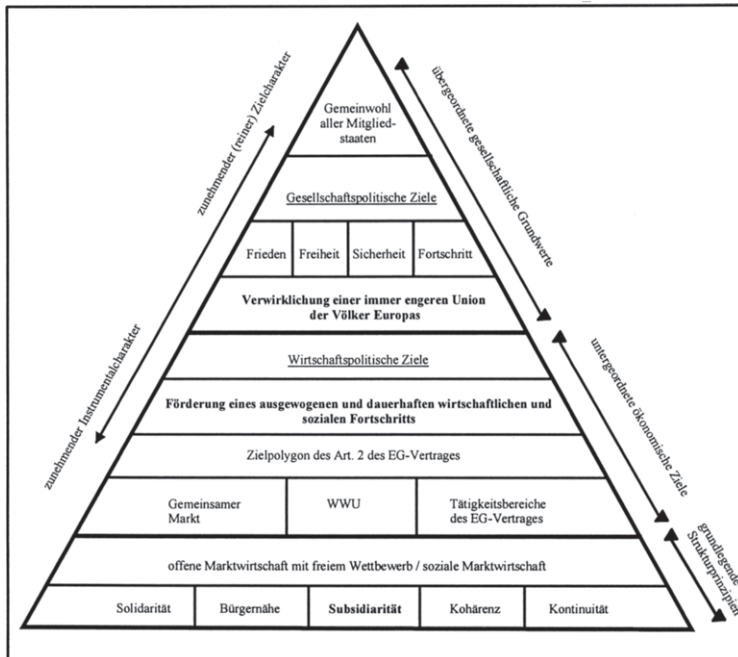 Gemeinwohl
aller Mitglied-
staaten
Gesellschaftspolitische Ziele
Frieden
Freiheit
Sicherheit
Fortschritt
Verwirklichung einer immer engeren Union
der Völker Europas
Wirtschaftspolitische Ziele
Förderung eines ausgewogenen und dauerhaften wirtschaftlichen und
sozialen Fortschritts
Zielpolygon des Art. 2 des EG-Vertrages
Gemeinsamer
Markt
WWU
Tätigkeitsbereiche
des EG-Vertrages
offene Marktwirtschaft mit freiem Wettbewerb / soziale Marktwirtschaft
Solidarität
Bürgernähe
Subsidiarität
Kohärenz
Kontinuität
zunehmender (reiner) Zielcharakter
zunehmender Instrumentalcharakter
übergeordnete gesellschaftliche Grundwerte
untergeordnete ökonomische Ziele
grundlegende
Strukturprinzipien